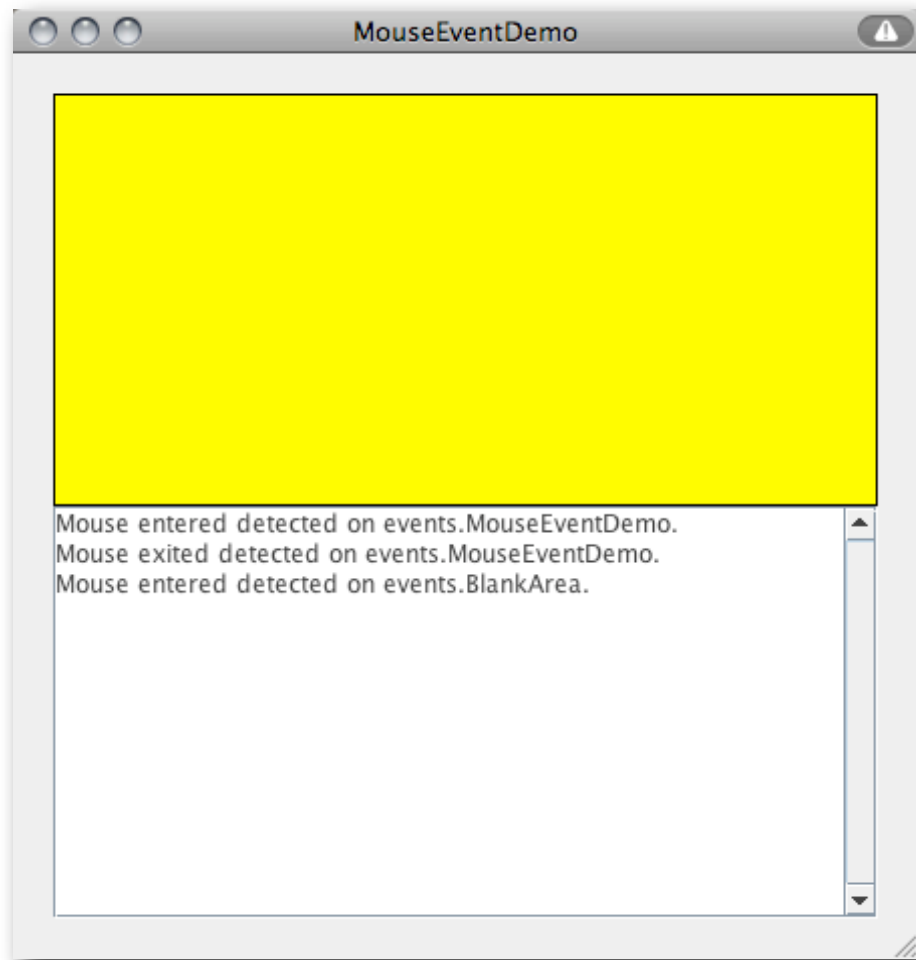 MouseEventDemo
Mouse entered detected on events.MouseEventDemo.
Mouse exited detected on events.MouseEventDemo.
Mouse entered detected on events.BlankArea.